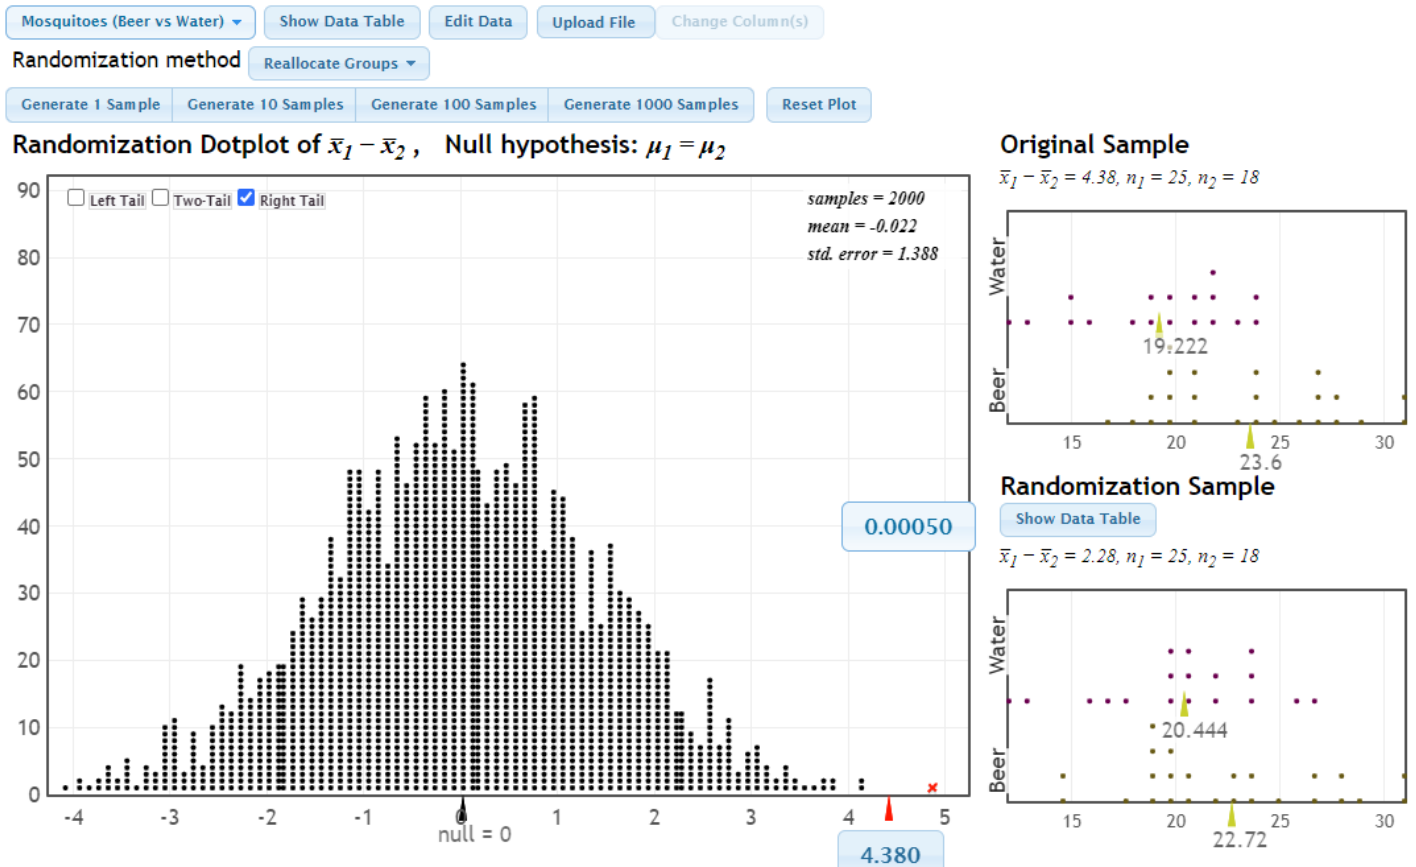 Mosquitoes (Beer vs Water) Show Data Table Edit Data Upload File Change Column(s)
Randomization method Reallocate Groups
Generate 1 Sample Generate 10 Samples Generate 100 Samples Generate 1000 Samples Reset Plot
Randomization Dotplot of x̅₁ − x̅₂ , Null hypothesis: μ₁ = μ₂
Left Tail Two-Tail Right Tail
samples = 2000
mean = -0.022
std. error = 1.388
90
80
70
60
50
40
30
20
10
0
0.00050
-4 -3 -2 -1 0 1 2 3 4 5
null = 0
4.380
Original Sample
x̅₁ − x̅₂ = 4.38, n₁ = 25, n₂ = 18
Water
19.222
Beer
15 20 25 30
23.6
Randomization Sample
Show Data Table
x̅₁ − x̅₂ = 2.28, n₁ = 25, n₂ = 18
Water
20.444
Beer
15 20 25 30
22.72